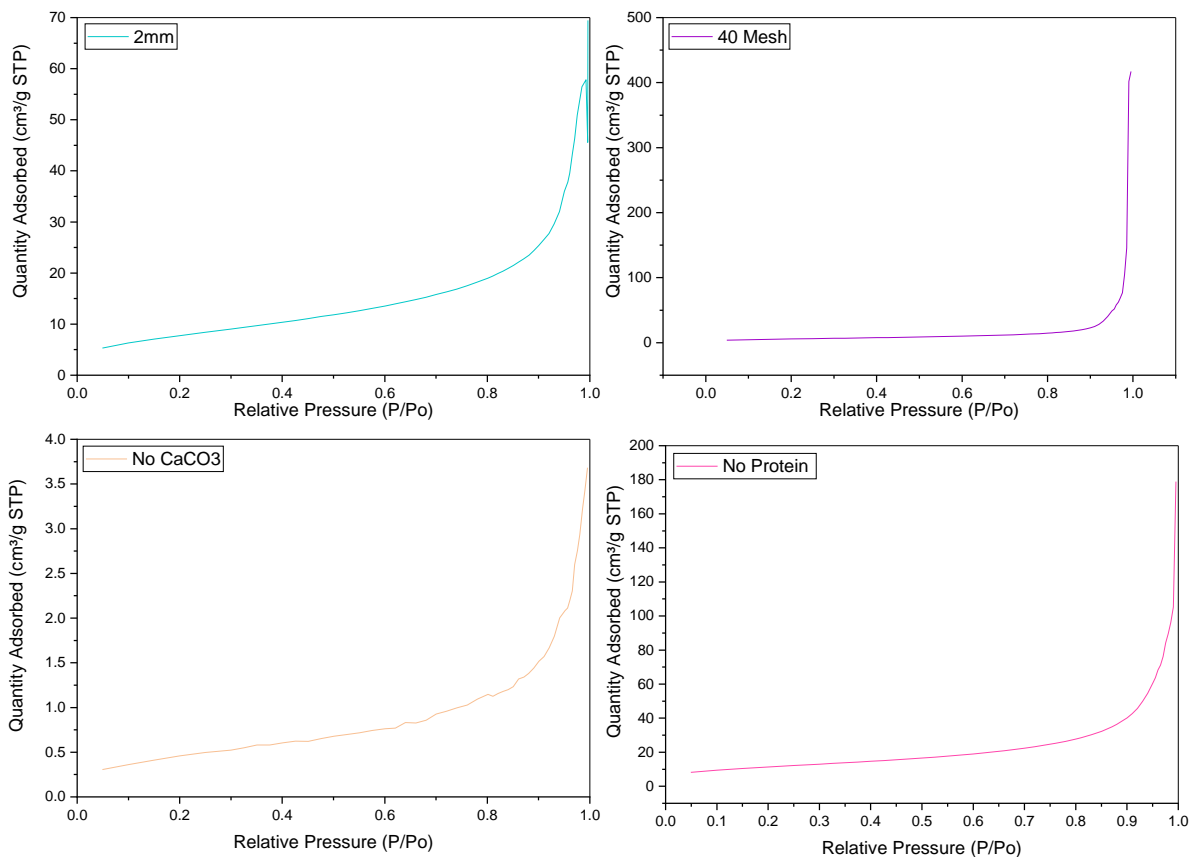 2mm
Quantity Adsorbed (cm³/g STP)
70
60
50
40
30
20
10
0
0.0 0.2 0.4 0.6 0.8 1.0
Relative Pressure (P/Po)
40 Mesh
Quantity Adsorbed (cm³/g STP)
500
400
300
200
100
0
0.0 0.2 0.4 0.6 0.8 1.0
Relative Pressure (P/Po)
No CaCO3
Quantity Adsorbed (cm³/g STP)
4.0
3.5
3.0
2.5
2.0
1.5
1.0
0.5
0.0
0.0 0.2 0.4 0.6 0.8 1.0
Relative Pressure (P/Po)
No Protein
Quantity Adsorbed (cm³/g STP)
200
180
160
140
120
100
80
60
40
20
0
0.0 0.1 0.2 0.3 0.4 0.5 0.6 0.7 0.8 0.9 1.0
Relative Pressure (P/Po)